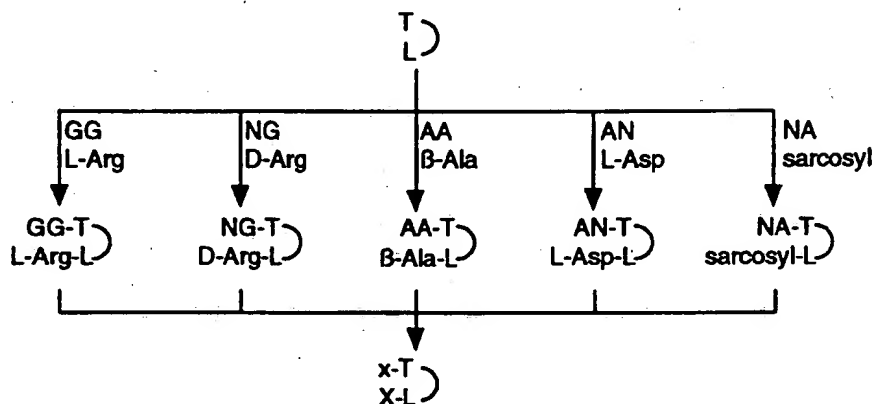 T
L
GG
L-Arg
NG
D-Arg
AA
ß-Ala
AN
L-Asp
NA
sarcosyl
GG-T
L-Arg-L
NG-T
D-Arg-L
AA-T
ß-Ala-L
AN-T
L-Asp-L
NA-T
sarcosyl-L
x-T
X-L